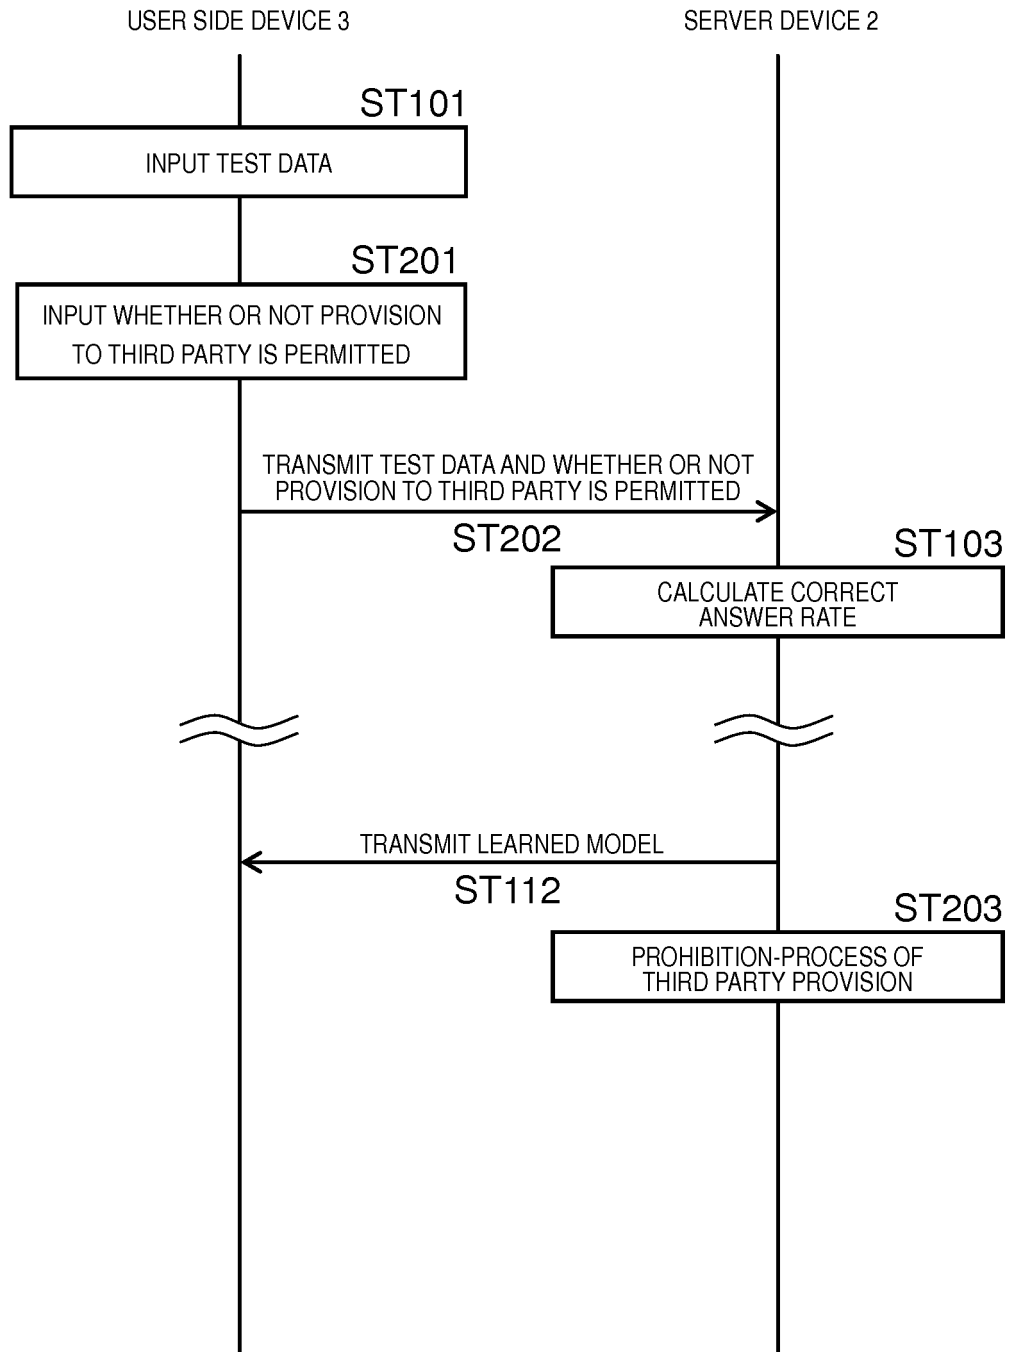 USER SIDE DEVICE 3
SERVER DEVICE 2
ST101
INPUT TEST DATA
ST201
INPUT WHETHER OR NOT PROVISION
TO THIRD PARTY IS PERMITTED
TRANSMIT TEST DATA AND WHETHER OR NOT
PROVISION TO THIRD PARTY IS PERMITTED
ST202
ST103
CALCULATE CORRECT
ANSWER RATE
TRANSMIT LEARNED MODEL
ST112
ST203
PROHIBITION-PROCESS OF
THIRD PARTY PROVISION